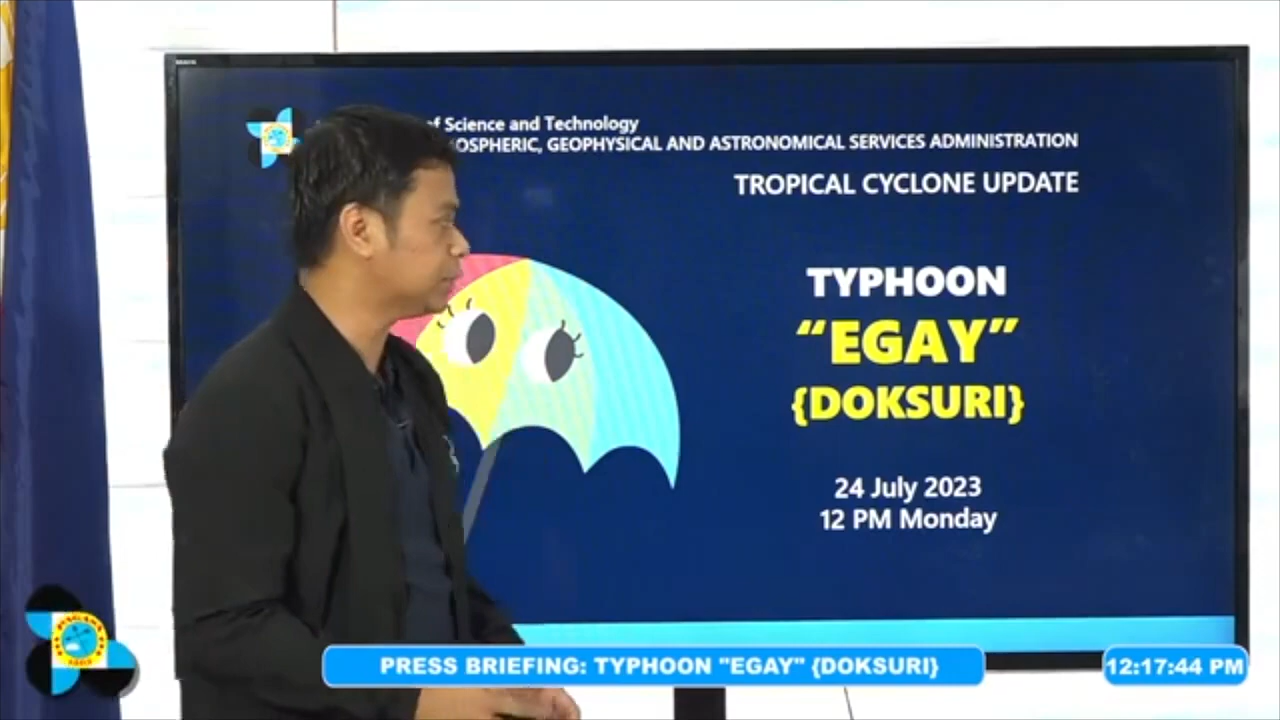 of Science and Technology
OSPHERIC, GEOPHYSICAL AND ASTRONOMICAL SERVICES ADMINISTRATION
TROPICAL CYCLONE UPDATE
TYPHOON
“EGAY”
{DOKSURI}
24 July 2023
12 PM Monday
PRESS BRIEFING: TYPHOON "EGAY" {DOKSURI}
12:17:44 PM